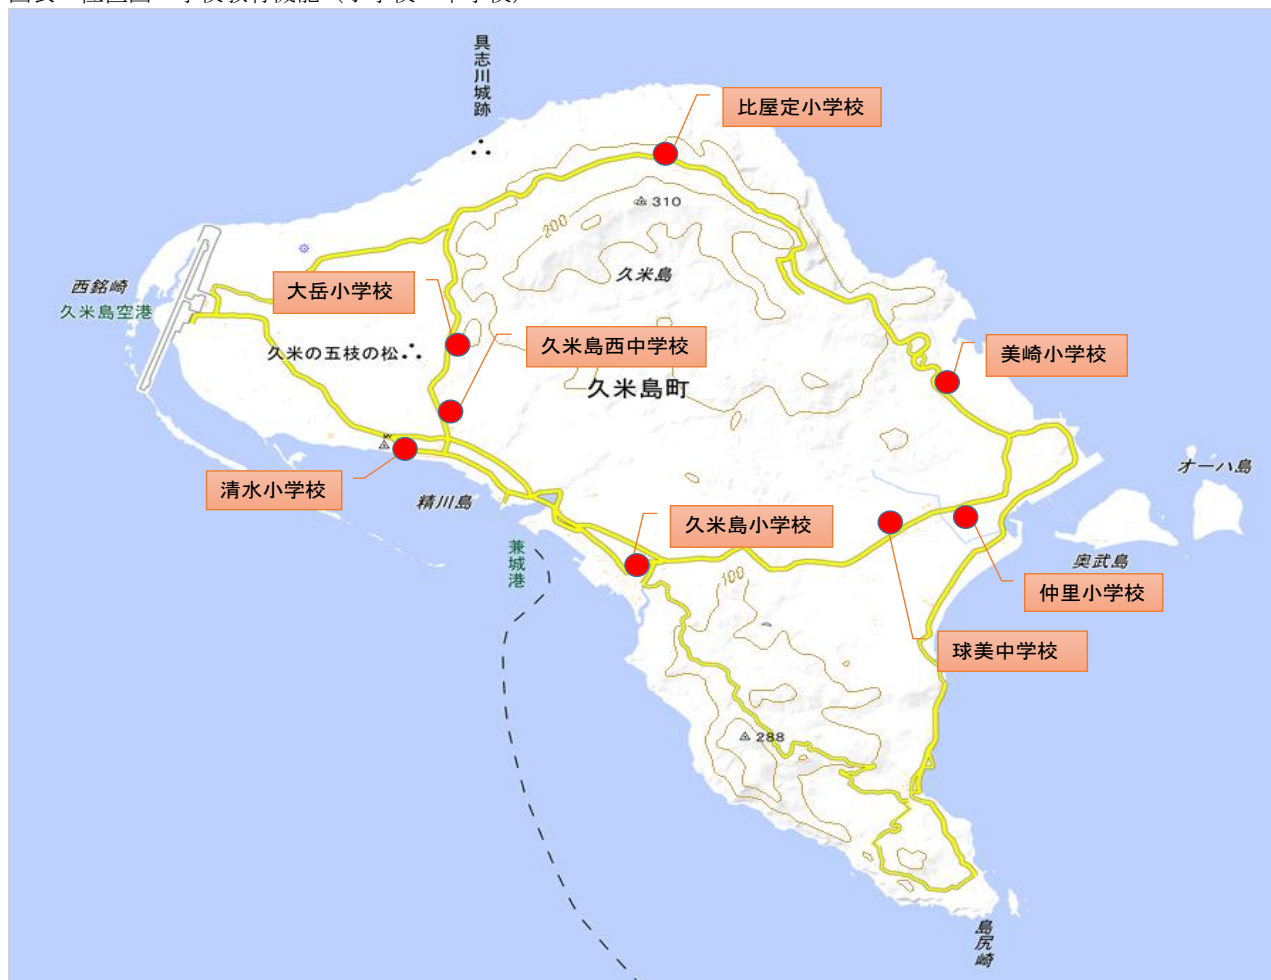 具志川城跡
比屋定小学校
310
200
久米島
西銘崎
久米島空港
大岳小学校
久米島西中学校
久米の五枝の松
久米島町
美崎小学校
オーハ島
清水小学校
精川島
久米島小学校
兼城港
奥武島
仲里小学校
100
球美中学校
288
島尻崎